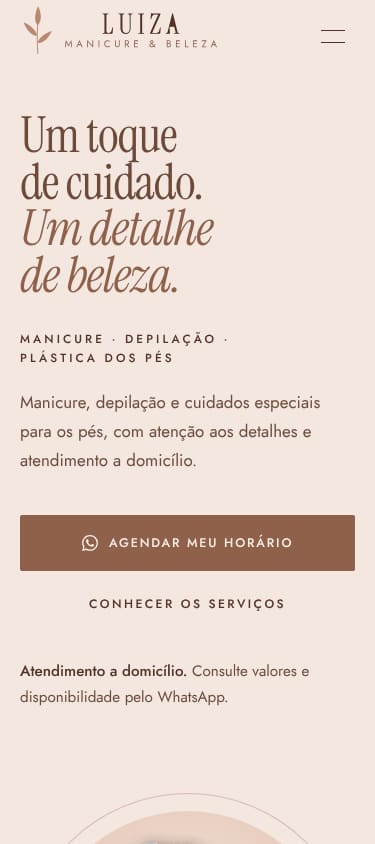 LUIZA
MANICURE & BELEZA
Um toque
de cuidado.
Um detalhe
de beleza.
MANICURE · DEPILAÇÃO ·
PLÁSTICA DOS PÉS
Manicure, depilação e cuidados especiais
para os pés, com atenção aos detalhes e
atendimento a domicílio.
AGENDAR MEU HORÁRIO
CONHECER OS SERVIÇOS
Atendimento a domicílio. Consulte valores e
disponibilidade pelo WhatsApp.